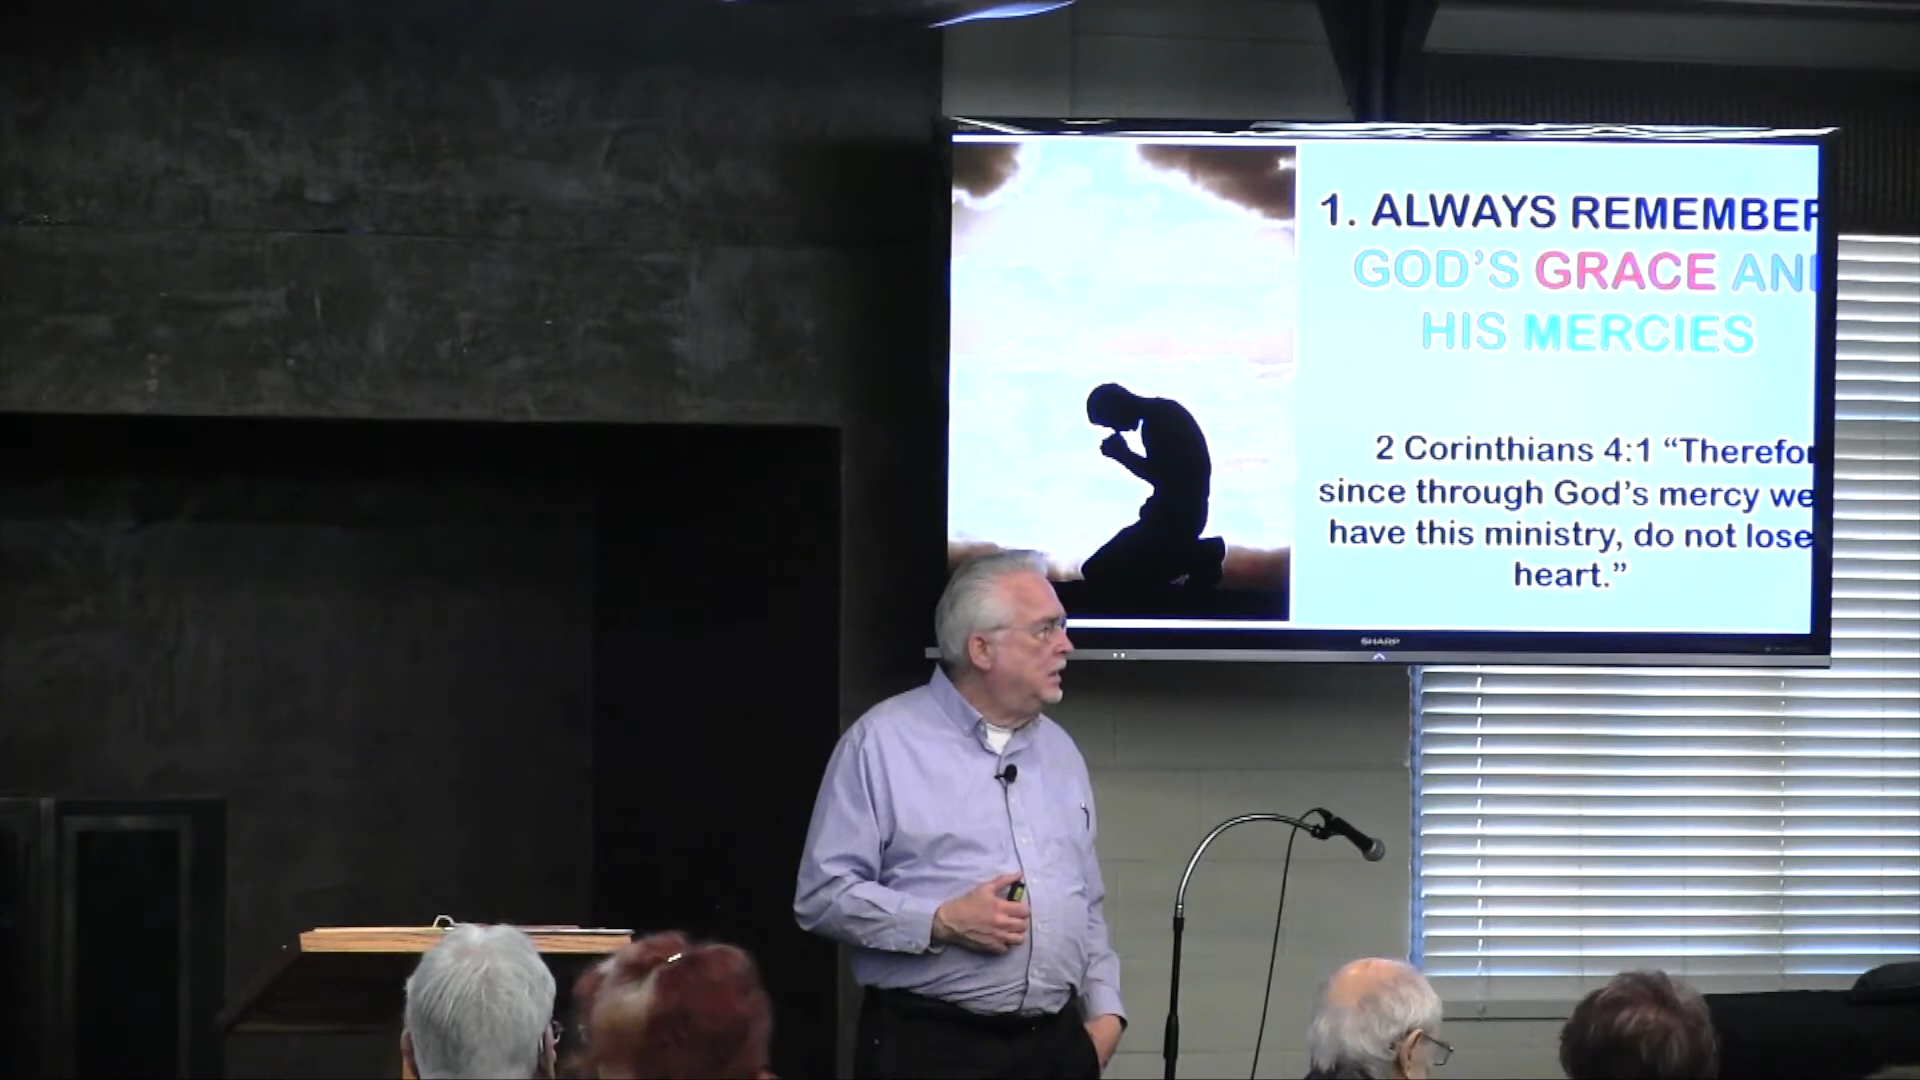 1. ALWAYS REMEMBER
GOD'S GRACE AN
HIS MERCIES
2 Corinthians 4:1 “Therefor
since through God's mercy we
have this ministry, do not lose
heart.”
SHARP